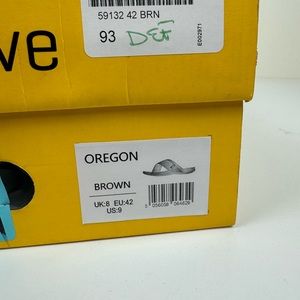 59132 42 BRN
93 DEF
E002971
ve
OREGON
BROWN
UK:8 EU:42
US:9